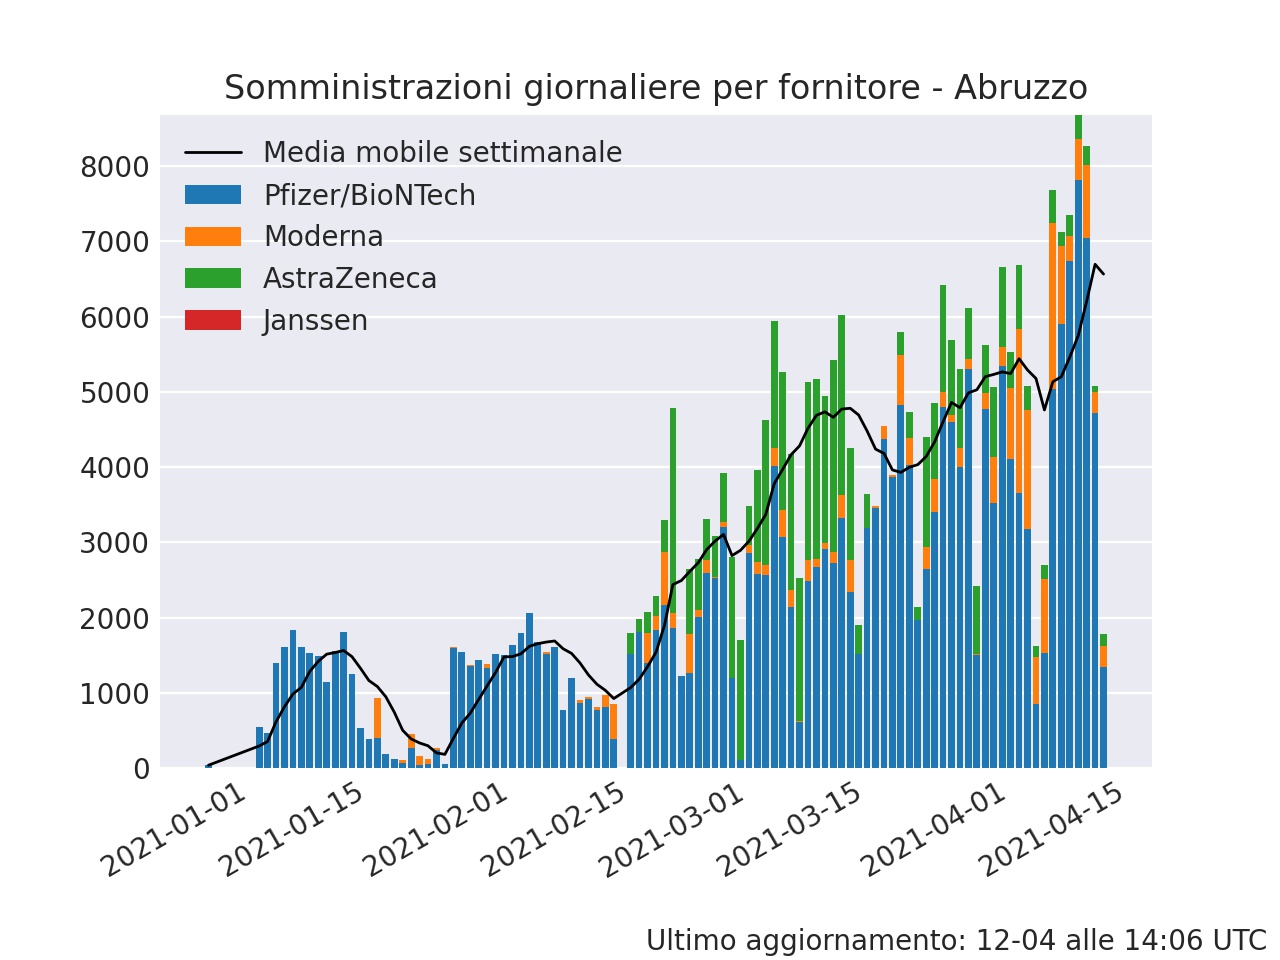 Somministrazioni giornaliere per fornitore - Abruzzo
Media mobile settimanale
Pfizer/BioNTech
Moderna
AstraZeneca
Janssen
8000
7000
6000
5000
4000
3000
2000
1000
0
2021-01-01
2021-01-15
2021-02-01
2021-02-15
2021-03-01
2021-03-15
2021-04-01
2021-04-15
Ultimo aggiornamento: 12-04 alle 14:06 UTC